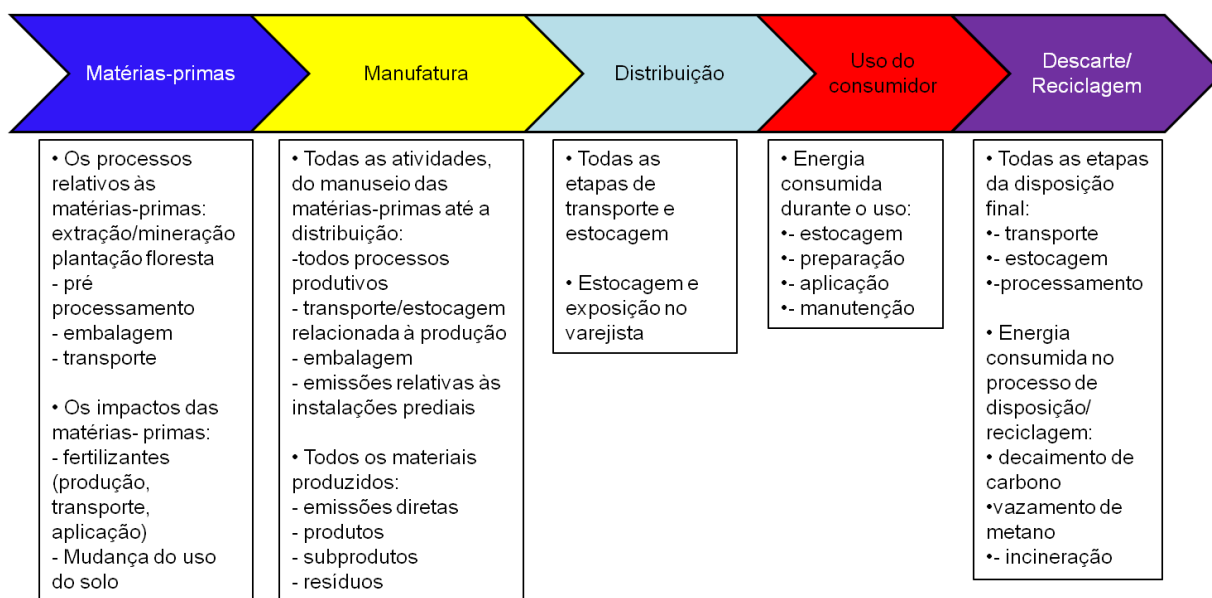 Matérias-primas
Manufatura
Distribuição
Uso do
consumidor
Descarte/
Reciclagem
• Os processos
relativos às
matérias-primas:
extração/mineração
plantação floresta
- pré
processamento
- embalagem
- transporte
• Os impactos das
matérias- primas:
- fertilizantes
(produção,
transporte,
aplicação)
- Mudança do uso
do solo
• Todas as atividades,
do manuseio das
matérias-primas até a
distribuição:
-todos processos
produtivos
- transporte/estocagem
relacionada à produção
- embalagem
- emissões relativas às
instalações prediais
• Todos os materiais
produzidos:
- emissões diretas
- produtos
- subprodutos
- resíduos
• Todas as
etapas de
transporte e
estocagem
• Estocagem e
exposição no
varejista
• Energia
consumida
durante o uso:
•- estocagem
•- preparação
•- aplicação
•- manutenção
• Todas as etapas
da disposição
final:
•- transporte
•- estocagem
•-processamento
• Energia
consumida no
processo de
disposição/
reciclagem:
• decaimento de
carbono
•vazamento de
metano
•- incineração